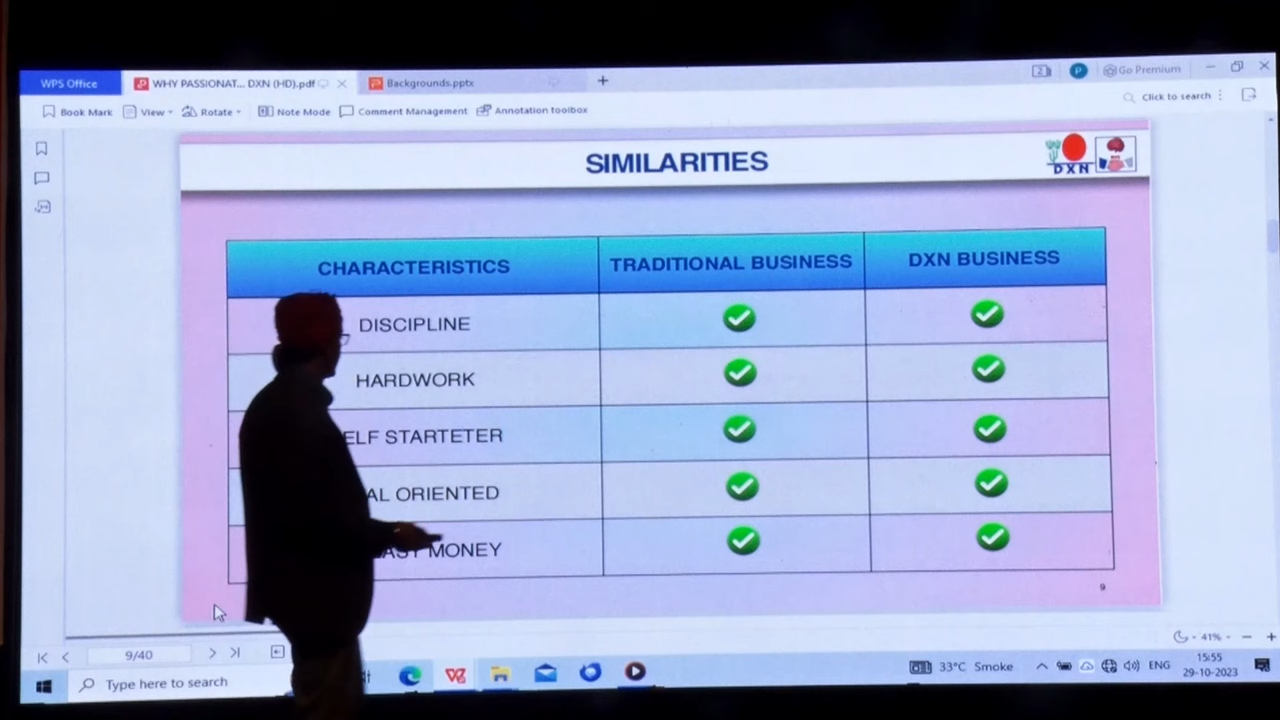 WPS Office
WHY PASSIONAT... DXN (HD).pdf
Backgrounds.pptx
+
2
P
Go Premium
Book Mark
View
Rotate
Note Mode
Comment Management
Annotation toolbox
Click to search
SIMILARITIES
DXN
CHARACTERISTICS TRADITIONAL BUSINESS DXN BUSINESS
DISCIPLINE
HARDWORK
ELF STARTETER
AL ORIENTED
MONEY
9
9/40
41%
Type here to search
33°C Smoke
ENG
15:55
29-10-2023